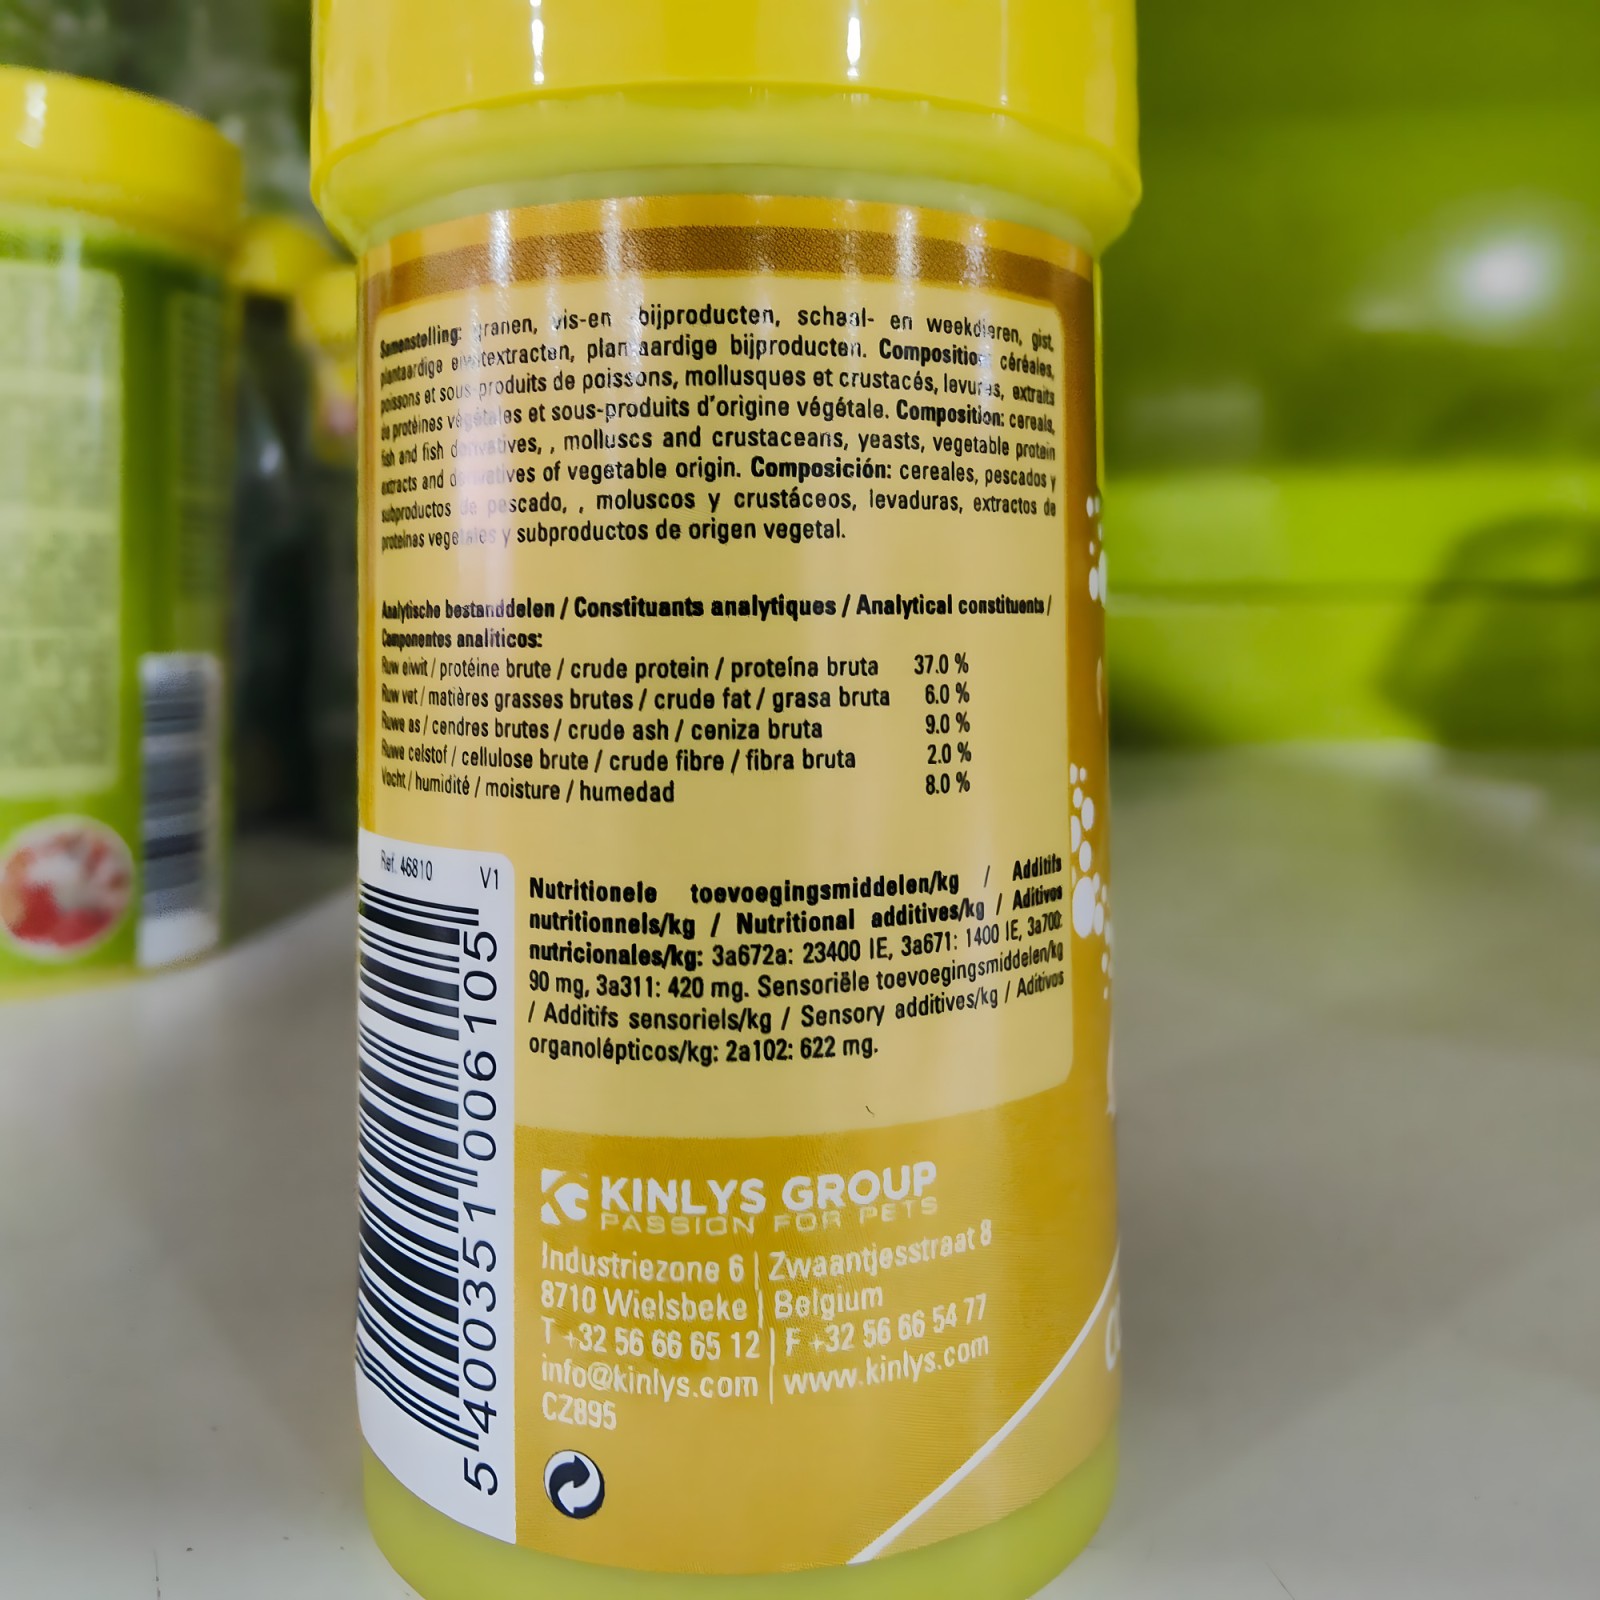 Samenstelling: granen, vis-en bijproducten, schaal- en weekdieren, gist,
plantaardige eiwitextracten, plantaardige bijproducten. Composition: céréales,
poissons et sous-produits de poissons, mollusques et crustacés, levures, extraits
de protéines végétales et sous-produits d'origine végétale. Composition: cereals,
fish and fish derivatives, , molluscs and crustaceans, yeasts, vegetable protein
extracts and derivatives of vegetable origin. Composición: cereales, pescados y
subproductos de pescado, , moluscos y crustáceos, levaduras, extractos de
proteínas vegetales y subproductos de origen vegetal.
Analytische bestanddelen / Constituants analytiques / Analytical constituents /
Componentes analiticos:
Ruw eiwit / protéine brute / crude protein / proteína bruta 37.0 %
Ruw vet / matières grasses brutes / crude fat / grasa bruta 6.0 %
Ruwe as / cendres brutes / crude ash / ceniza bruta 9.0 %
Ruwe celstof / cellulose brute / crude fibre / fibra bruta 2.0 %
Vocht / humidité / moisture / humedad 8.0 %
Ref. 46810 V1
Nutritionele toevoegingsmiddelen/kg / Additifs
nutritionnels/kg / Nutritional additives/kg / Aditivos
nutricionales/kg: 3a672a: 23400 IE, 3a671: 1400 IE, 3a700:
90 mg, 3a311: 420 mg. Sensoriële toevoegingsmiddelen/kg
/ Additifs sensoriels/kg / Sensory additives/kg / Aditivos
organolépticos/kg: 2a102: 622 mg.
5 400351 006105
KINLYS GROUP
PASSION FOR PETS
Industriezone 6 | Zwaantjesstraat 8
8710 Wielsbeke | Belgium
T +32 56 66 65 12 | F +32 56 66 54 77
info@kinlys.com | www.kinlys.com
CZ895